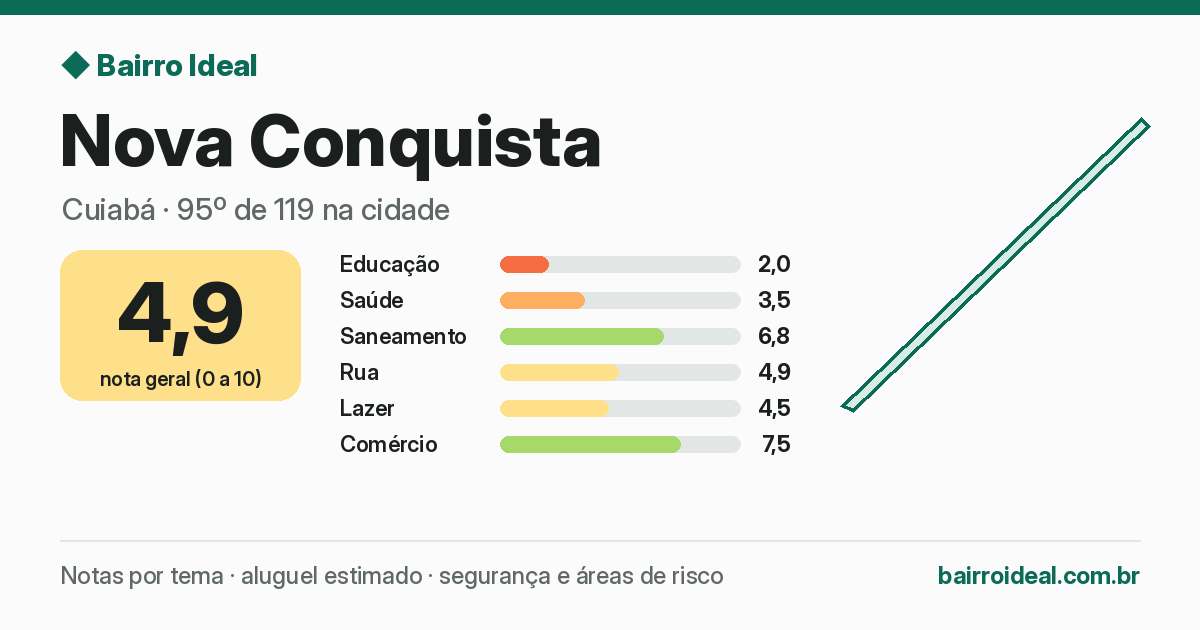 Bairro Ideal
Nova Conquista
Cuiabá · 95º de 119 na cidade
4,9
nota geral (0 a 10)
Educação 2,0
Saúde 3,5
Saneamento 6,8
Rua 4,9
Lazer 4,5
Comércio 7,5
Notas por tema · aluguel estimado · segurança e áreas de risco
bairroideal.com.br